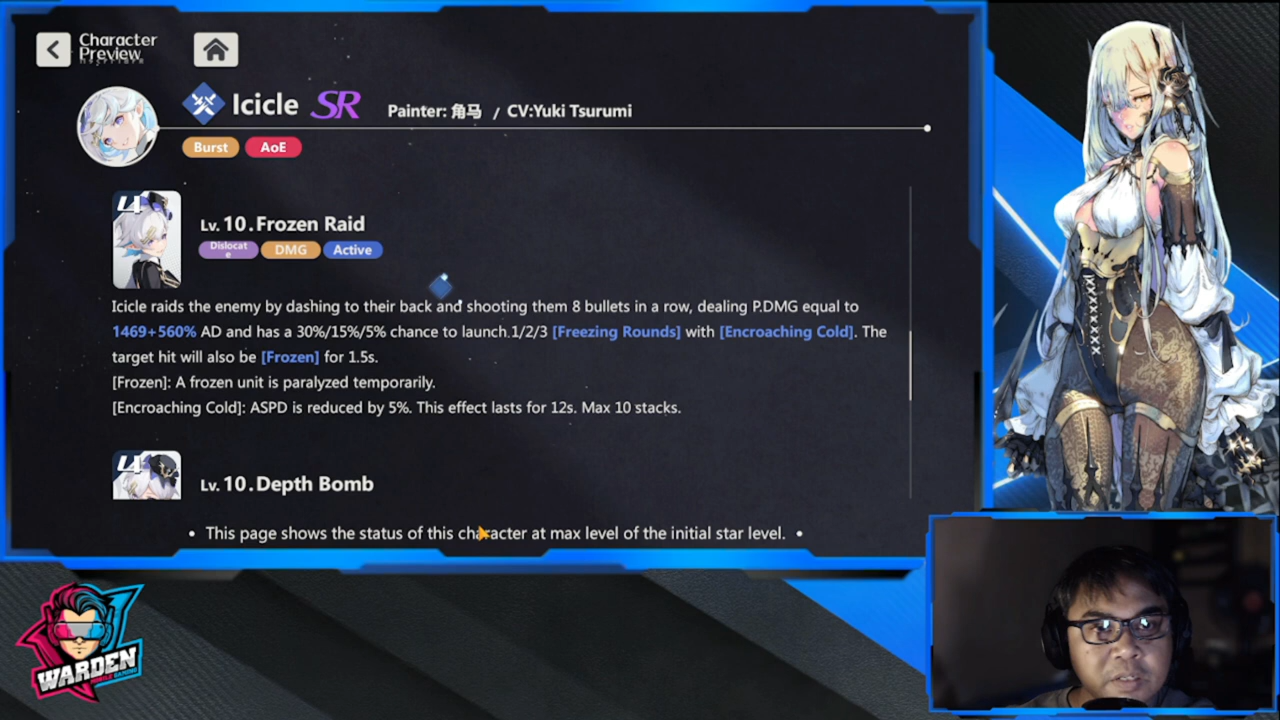 Character
Preview
Icicle SR Painter: 角马 / CV:Yuki Tsurumi
Burst AoE
4
Lv. 10.Frozen Raid
Dislocat
e DMG Active
Icicle raids the enemy by dashing to their back and shooting them 8 bullets in a row, dealing P.DMG equal to
1469+560% AD and has a 30%/15%/5% chance to launch 1/2/3 [Freezing Rounds] with [Encroaching Cold]. The
target hit will also be [Frozen] for 1.5s.
[Frozen]: A frozen unit is paralyzed temporarily.
[Encroaching Cold]: ASPD is reduced by 5%. This effect lasts for 12s. Max 10 stacks.
4
Lv. 10.Depth Bomb
• This page shows the status of this character at max level of the initial star level. •
WARDEN
MOBILE GAMING